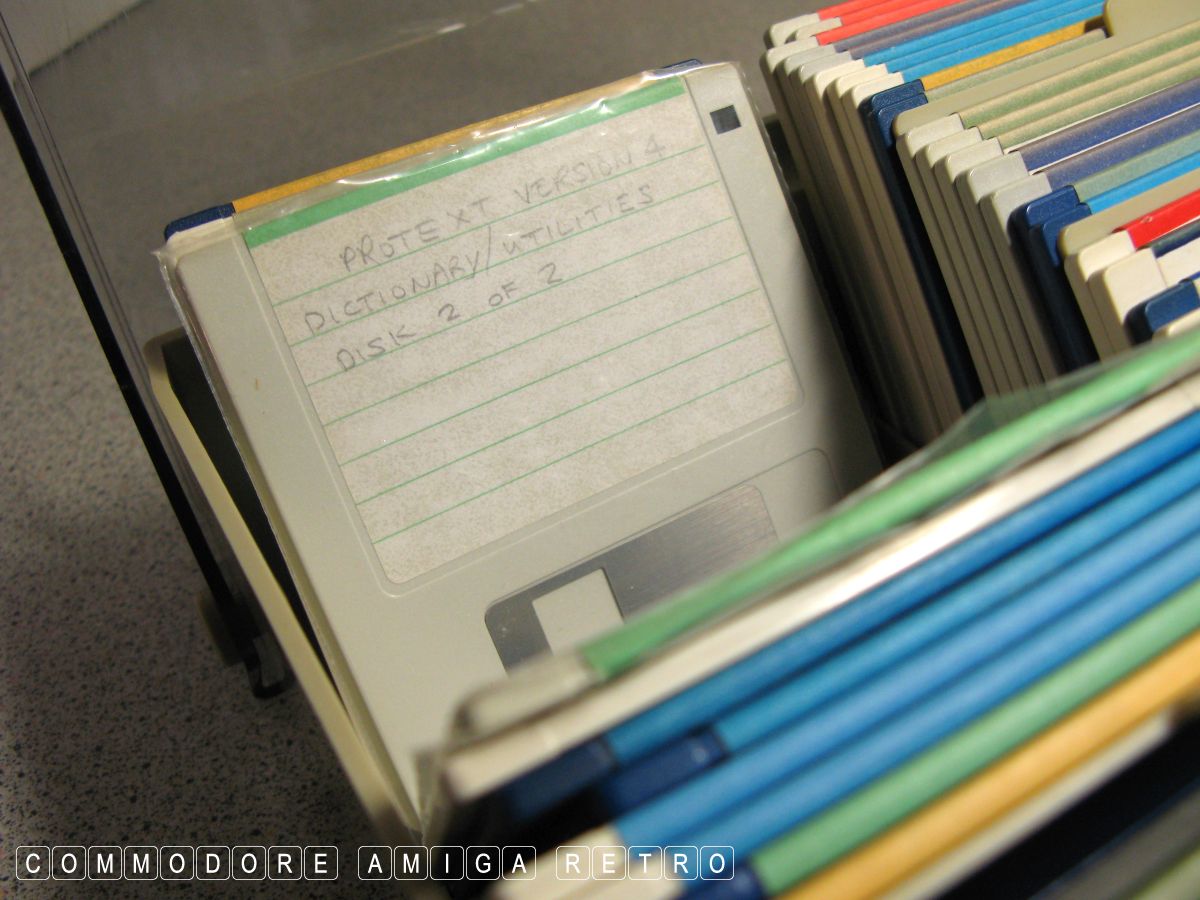 PROTEXT VERSION 4
DICTIONARY/UTILITIES
DISK 2 OF 2
COMMODORE AMIGA RETRO